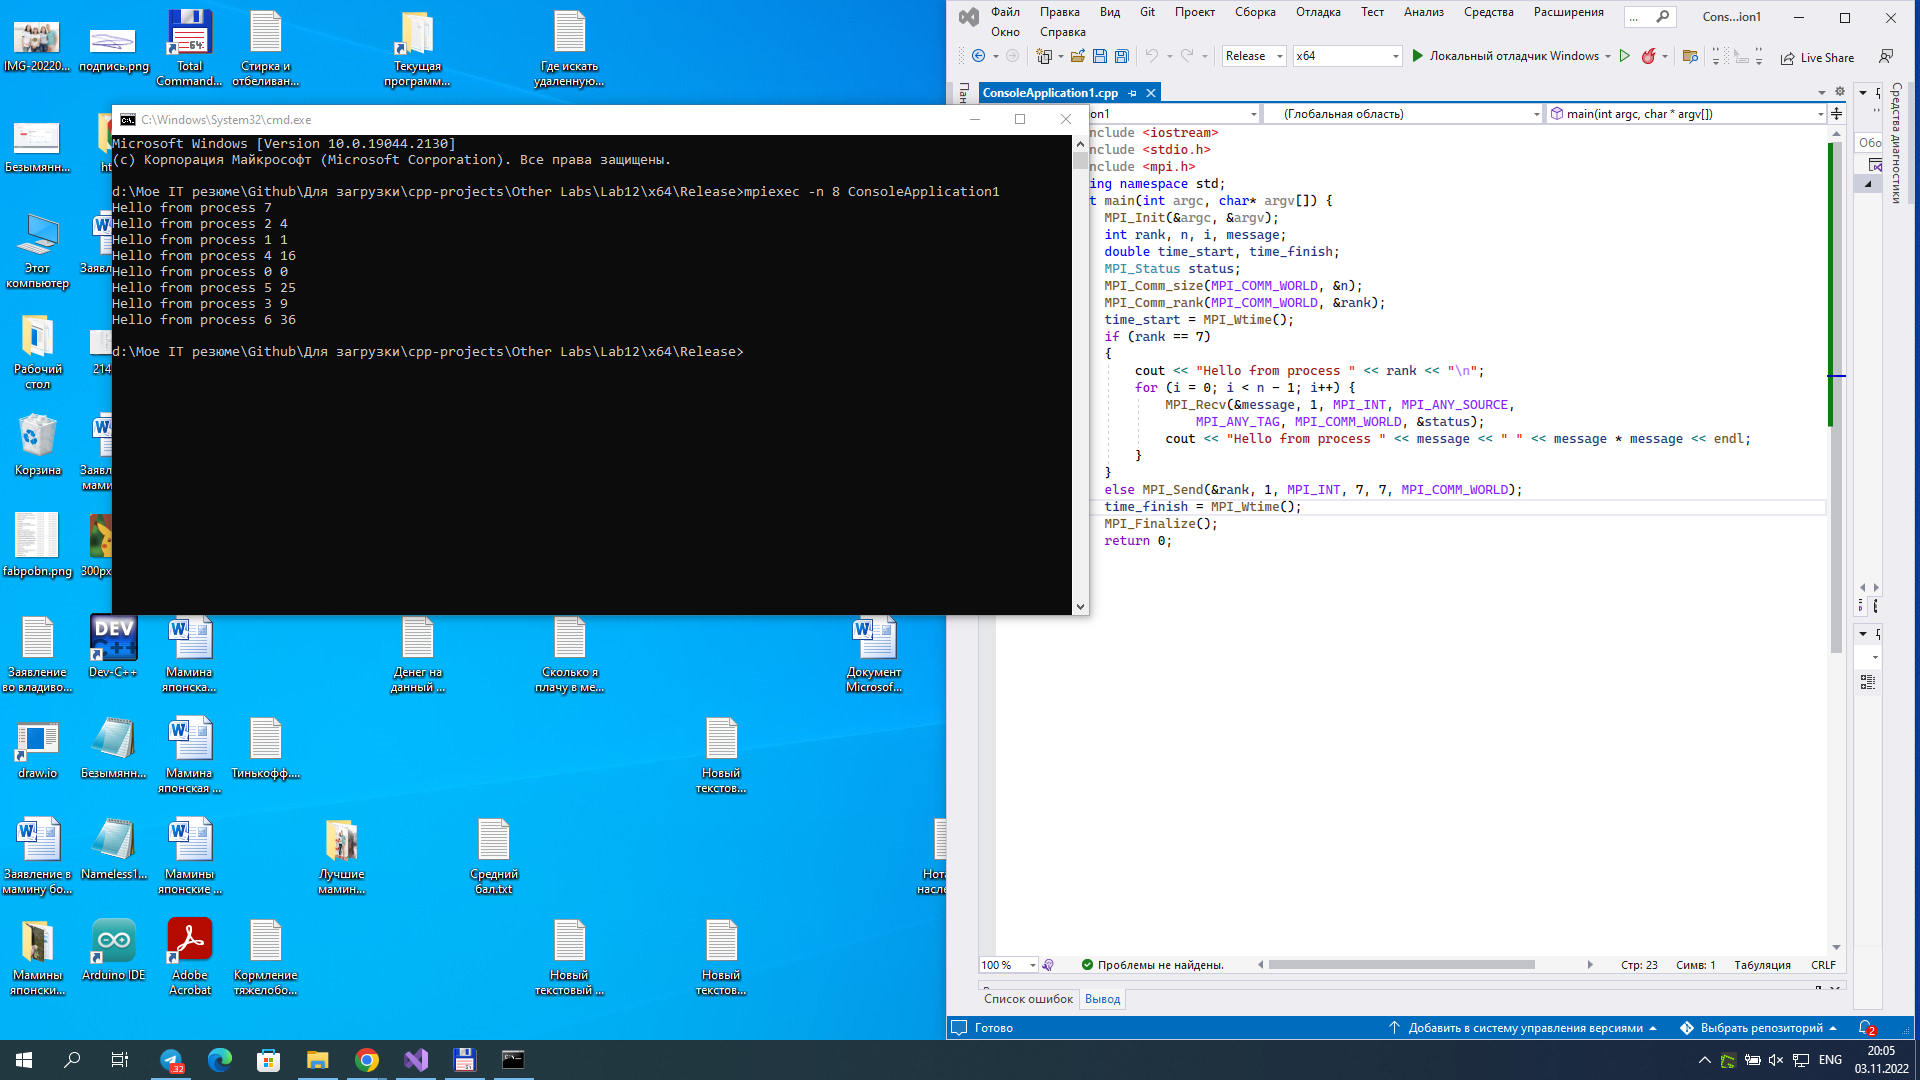 IMG-20220...
подпись.png
Total Command...
Стирка и отбеливан...
Текущая программ...
Где искать удаленную...
Безымянн...
Этот компьютер
Заявле
Рабочий стол
214
Корзина
Заявл мами
fabpobn.png
300px
Заявление во владиво...
Dev-C++
Мамина японска...
Денег на данный ...
Сколько я плачу в ме...
Документ Microsof...
draw.io
Безымянн...
Мамина японская ...
Тинькофф....
Новый текстов...
Заявление в мамину бо...
Nameless1...
Мамины японские ...
Лучшие мамин...
Средний бал.txt
Нота насле
Мамины японски...
Arduino IDE
Adobe Acrobat
Кормление тяжелобо...
Новый текстовый ...
Новый текстов...
C:\Windows\System32\cmd.exe
Microsoft Windows [Version 10.0.19044.2130]
(c) Корпорация Майкрософт (Microsoft Corporation). Все права защищены.
d:\Мое IT резюме\Github\Для загрузки\cpp-projects\Other Labs\Lab12\x64\Release>mpiexec -n 8 ConsoleApplication1
Hello from process 7
Hello from process 2 4
Hello from process 1 1
Hello from process 4 16
Hello from process 0 0
Hello from process 5 25
Hello from process 3 9
Hello from process 6 36
d:\Мое IT резюме\Github\Для загрузки\cpp-projects\Other Labs\Lab12\x64\Release>
Файл Правка Вид Git Проект Сборка Отладка Тест Анализ Средства Расширения
Окно Справка
... Cons...ion1
Release x64 Локальный отладчик Windows Live Share
ConsoleApplication1.cpp
on1 (Глобальная область) main(int argc, char * argv[])
nclude <iostream>
nclude <stdio.h>
nclude <mpi.h>
ing namespace std;
t main(int argc, char* argv[]) {
MPI_Init(&argc, &argv);
int rank, n, i, message;
double time_start, time_finish;
MPI_Status status;
MPI_Comm_size(MPI_COMM_WORLD, &n);
MPI_Comm_rank(MPI_COMM_WORLD, &rank);
time_start = MPI_Wtime();
if (rank == 7)
{
cout << "Hello from process " << rank << "\n";
for (i = 0; i < n - 1; i++) {
MPI_Recv(&message, 1, MPI_INT, MPI_ANY_SOURCE,
MPI_ANY_TAG, MPI_COMM_WORLD, &status);
cout << "Hello from process " << message << " " << message * message << endl;
}
}
else MPI_Send(&rank, 1, MPI_INT, 7, 7, MPI_COMM_WORLD);
time_finish = MPI_Wtime();
MPI_Finalize();
return 0;
Средства диагностики
Обо
100 % Проблемы не найдены. Стр: 23 Симв: 1 Табуляция CRLF
Список ошибок Вывод
Готово Добавить в систему управления версиями Выбрать репозиторий 2
ENG
20:05
03.11.2022